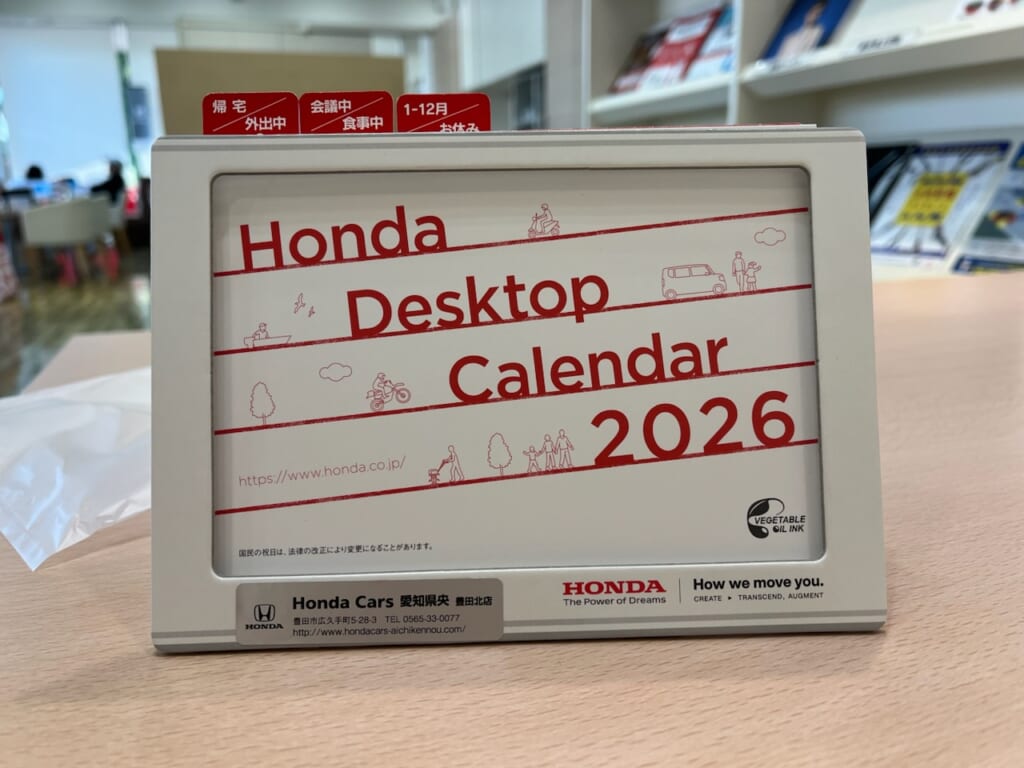 帰宅
外出中
会議中
食事中
1-12月
お休み
Honda
Desktop
Calendar
2026
https://www.honda.co.jp/
VEGETABLE
OIL INK
国民の祝日は、法律の改正により変更になることがあります。
HONDA
Honda Cars 愛知県央 豊田北店
豊田市広久手町5-28-3 TEL 0565-33-0077
http://www.hondacars-aichikennou.com/
HONDA
The Power of Dreams
How we move you.
CREATE ▸ TRANSCEND, AUGMENT